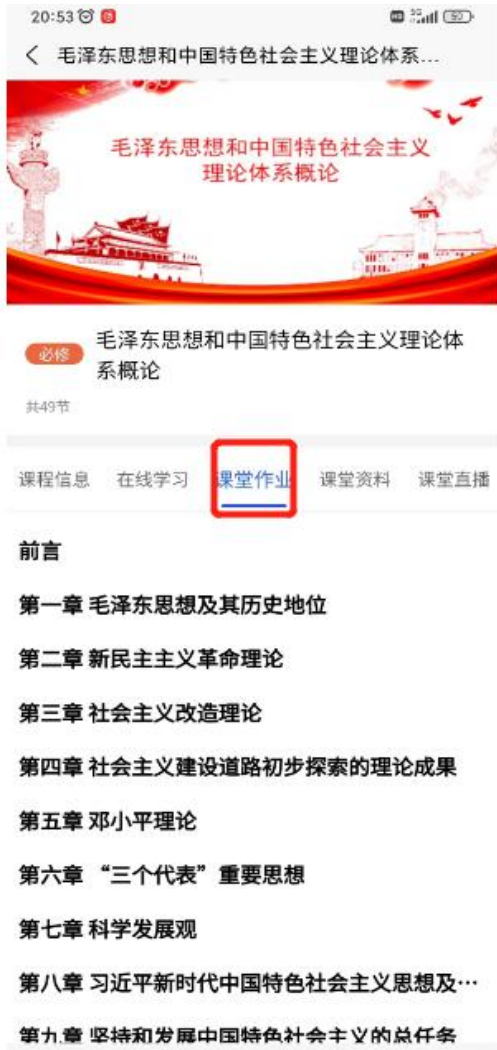 20:53
5G
50
毛泽东思想和中国特色社会主义理论体系...
毛泽东思想和中国特色社会主义
理论体系概论
必修
毛泽东思想和中国特色社会主义理论体
系概论
共49节
课程信息 在线学习 课堂作业 课堂资料 课堂直播
前言
第一章 毛泽东思想及其历史地位
第二章 新民主主义革命理论
第三章 社会主义改造理论
第四章 社会主义建设道路初步探索的理论成果
第五章 邓小平理论
第六章 “三个代表”重要思想
第七章 科学发展观
第八章 习近平新时代中国特色社会主义思想及…
第九章 坚持和发展中国特色社会主义的总任务